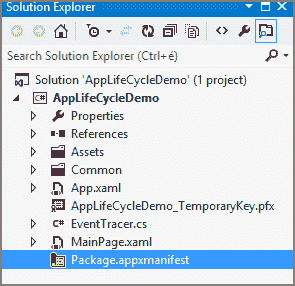 Solution Explorer
Search Solution Explorer (Ctrl+é)
Solution 'AppLifeCycleDemo' (1 project)
C# AppLifeCycleDemo
Properties
References
Assets
Common
App.xaml
AppLifeCycleDemo_TemporaryKey.pfx
C# EventTracer.cs
MainPage.xaml
Package.appxmanifest